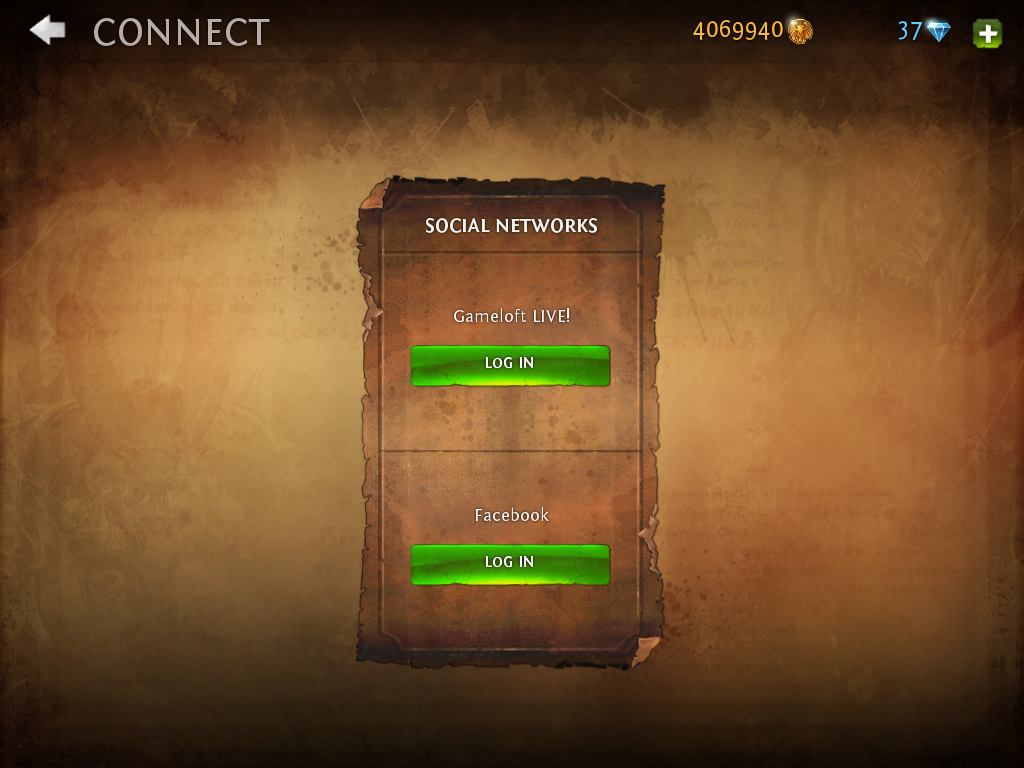 CONNECT
4069940
37
SOCIAL NETWORKS
Gameloft LIVE!
LOG IN
Facebook
LOG IN